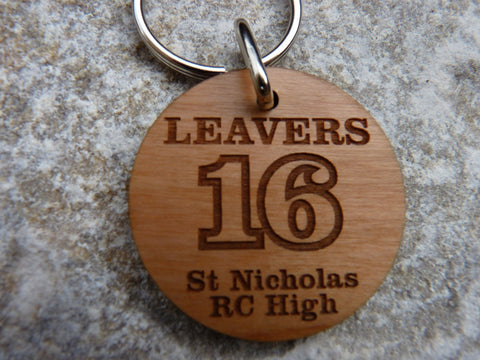 LEAVERS
16
St Nicholas
RC High